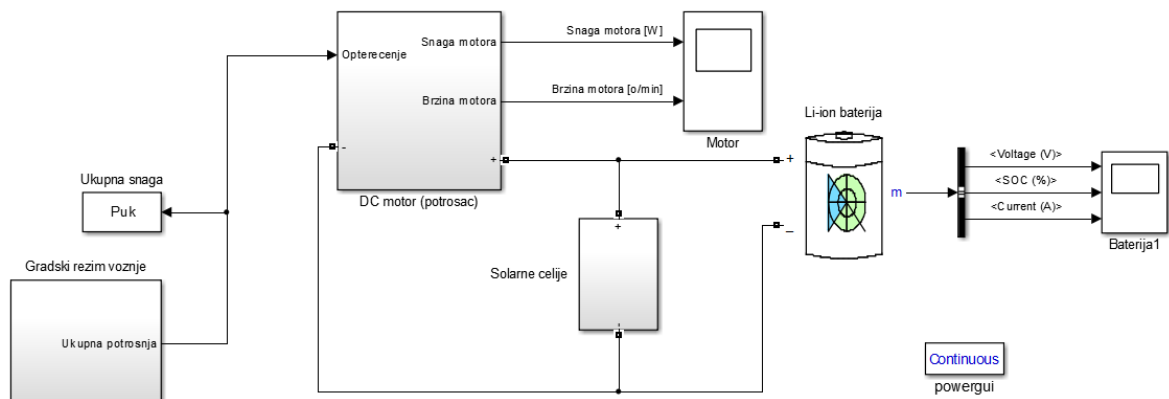 Snaga motora [W]
Snaga motora
Opterecenje
Brzina motora [o/min]
Brzina motora
Motor
-
+
DC motor (potrosac)
Ukupna snaga
Puk
Gradski rezim voznje
Ukupna potrosnja
Solarne celije
+
-
Li-ion baterija
+
m
_
<Voltage (V)>
<SOC (%)>
<Current (A)>
Baterija1
Continuous
powergui